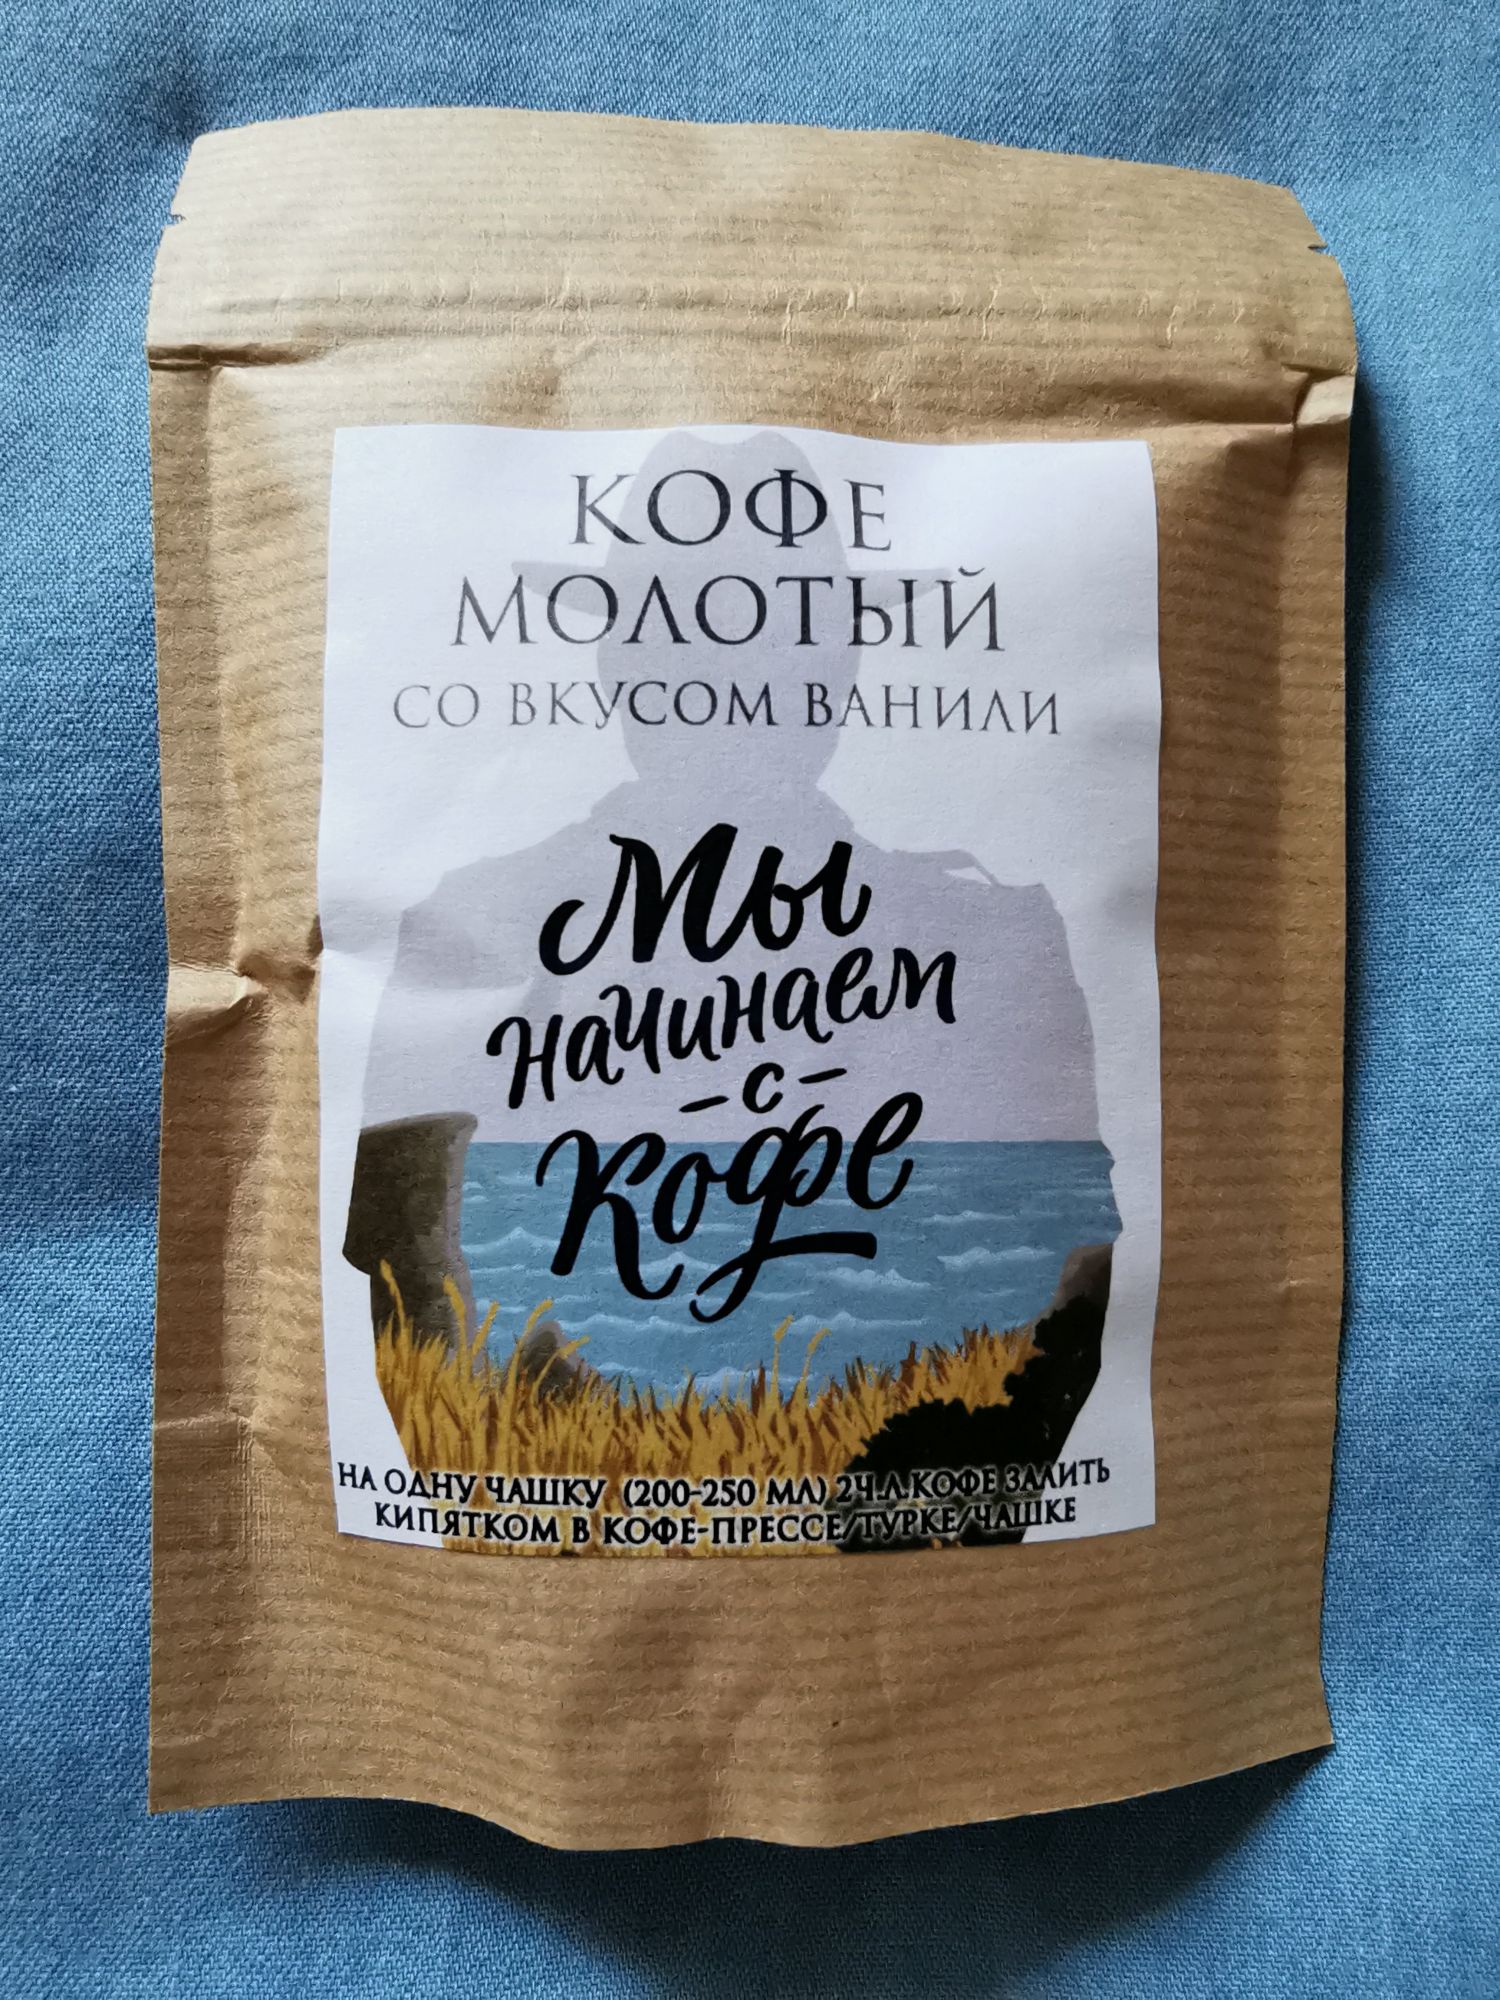 КОФЕ
МОЛОТЫЙ
СО ВКУСОМ ВАНИЛИ
Мы
начинаем
-с-
Кофе
НА ОДНУ ЧАШКУ (200-250 МЛ) 2Ч.Л.КОФЕ ЗАЛИТЬ
КИПЯТКОМ В КОФЕ-ПРЕССЕ/ТУРКЕ/ЧАШКЕ